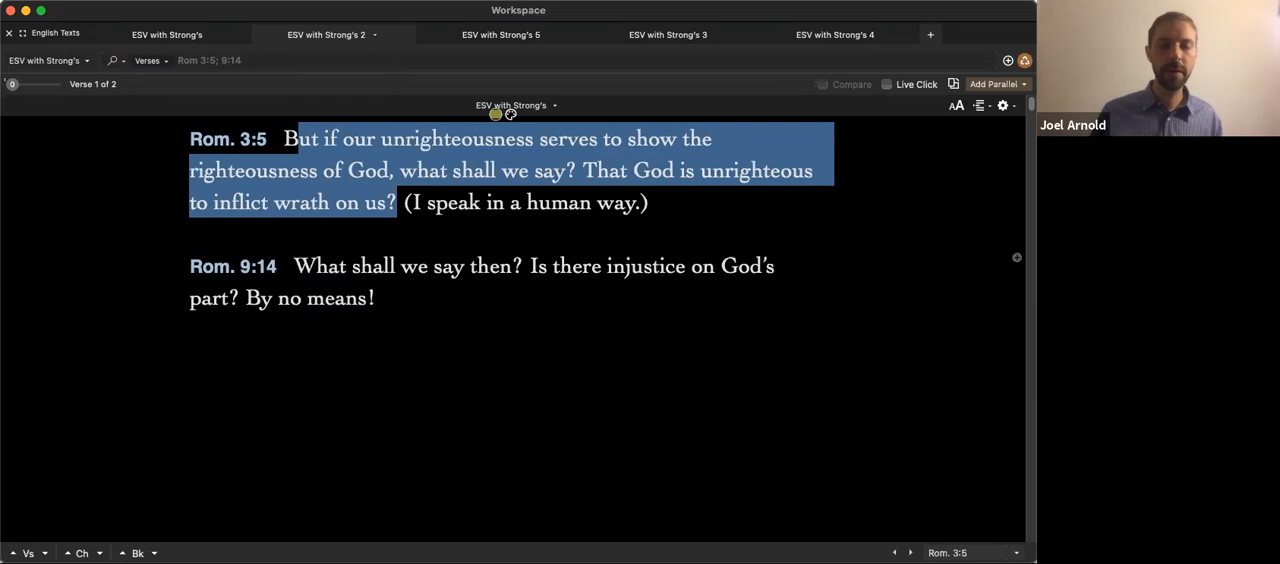 Workspace
English Texts
ESV with Strong's
ESV with Strong's 2
ESV with Strong's 5
ESV with Strong's 3
ESV with Strong's 4
ESV with Strong's
Verses
Rom 3:5; 9:14
0
Verse 1 of 2
Compare
Live Click
Add Parallel
ESV with Strong's
AA
Rom. 3:5 But if our unrighteousness serves to show the
righteousness of God, what shall we say? That God is unrighteous
to inflict wrath on us? (I speak in a human way.)
Rom. 9:14 What shall we say then? Is there injustice on God's
part? By no means!
Vs
Ch
Bk
Rom. 3:5
Joel Arnold